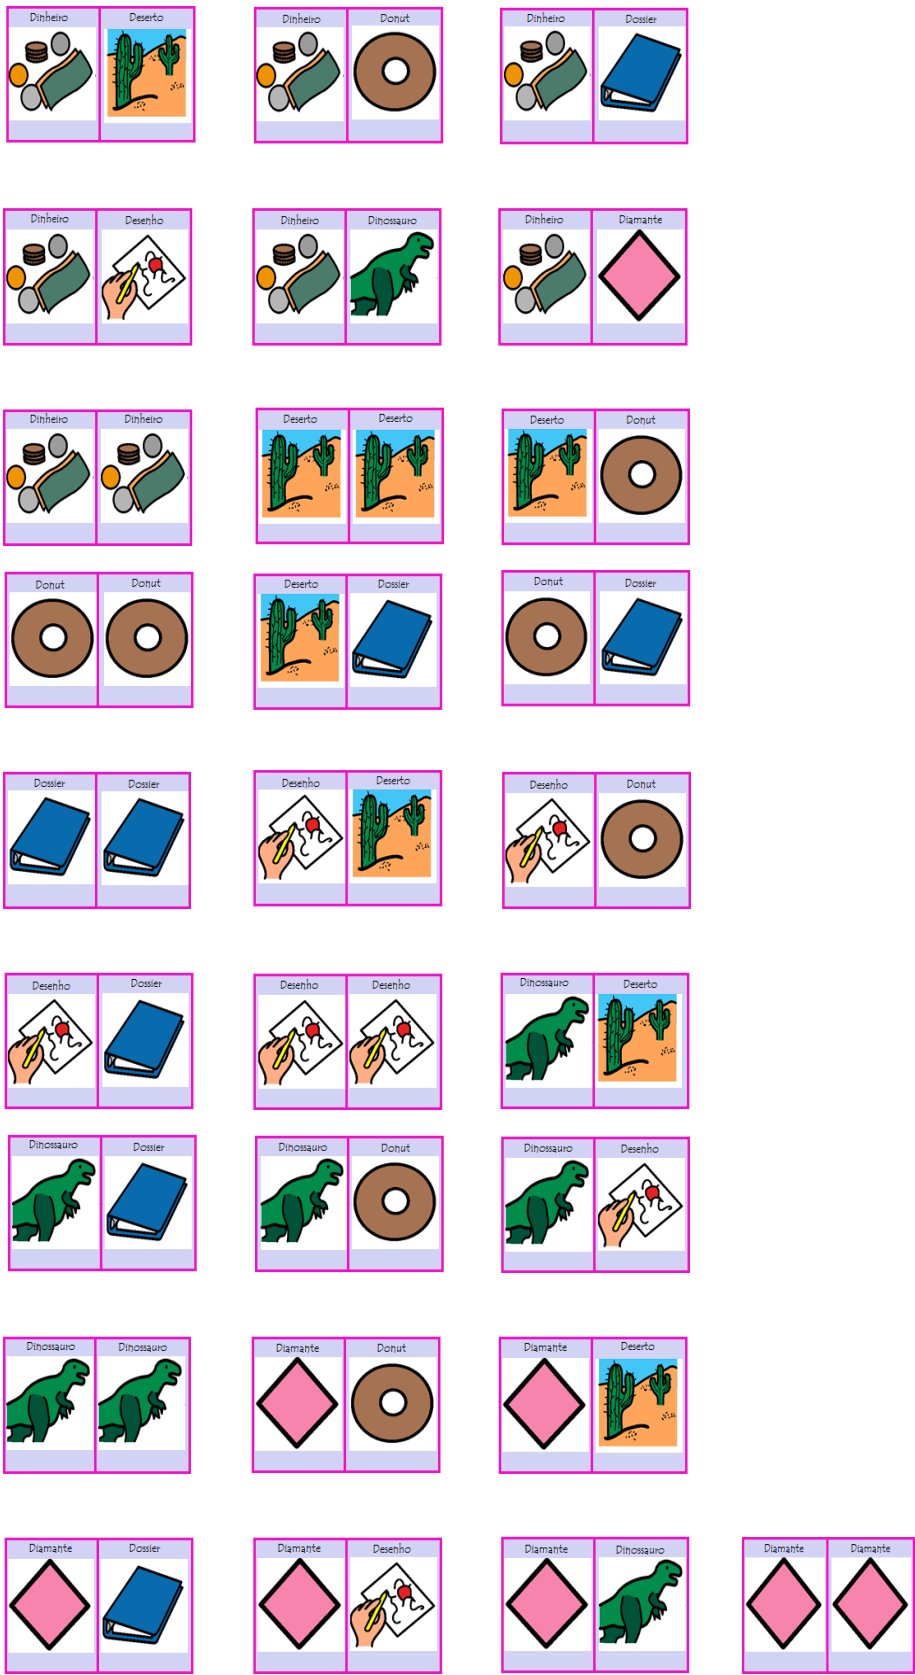 Dinheiro Deserto
Dinheiro Donut
Dinheiro Dossier
Dinheiro Desenho
Dinheiro Dinossauro
Dinheiro Diamante
Dinheiro Dinheiro
Deserto Deserto
Deserto Donut
Donut Donut
Deserto Dossier
Donut Dossier
Dossier Dossier
Desenho Deserto
Desenho Donut
Desenho Dossier
Desenho Desenho
Dinossauro Deserto
Dinossauro Dossier
Dinossauro Donut
Dinossauro Desenho
Dinossauro Dinossauro
Diamante Donut
Diamante Deserto
Diamante Dossier
Diamante Desenho
Diamante Dinossauro
Diamante Diamante